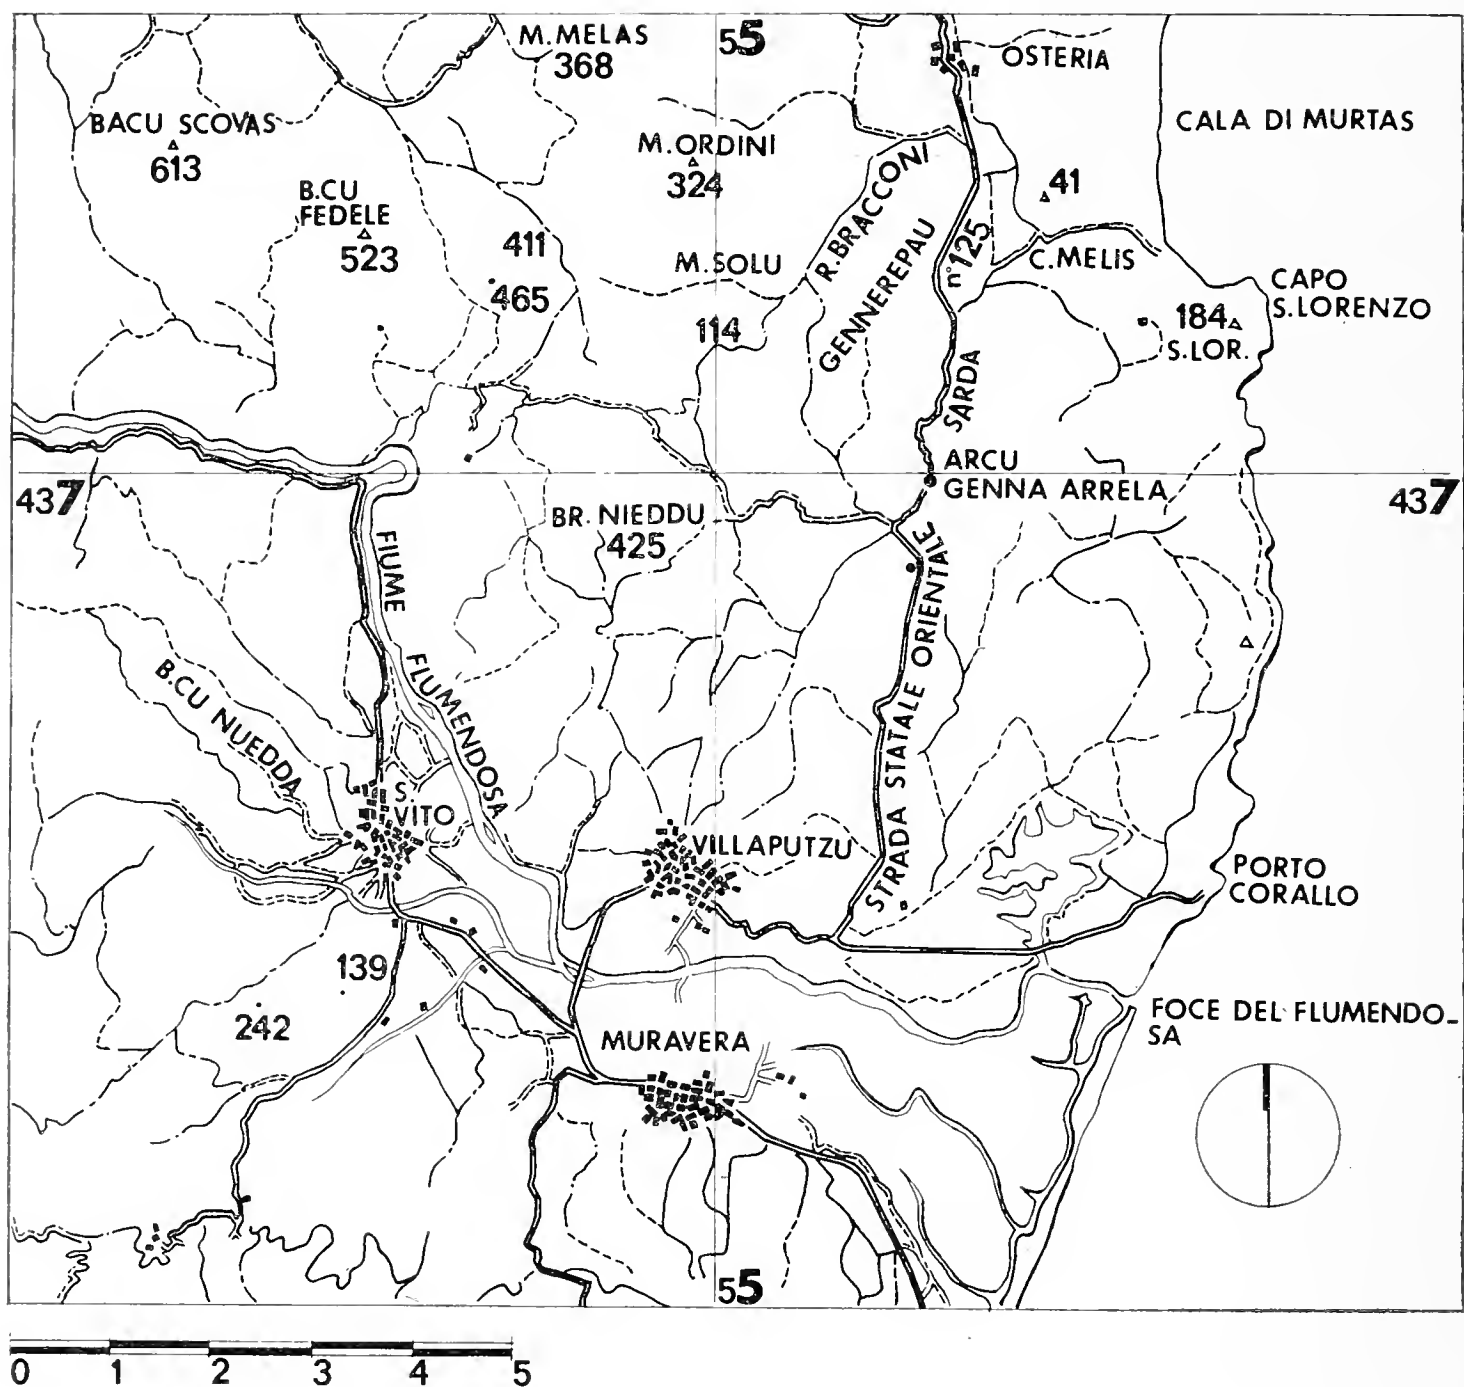 M. MELAS
368
55
OSTERIA
BACU SCOVAS
613
M. ORDINI
324
CALA DI MURTAS
B.CU
FEDELE
523
41
R. BRACCONI
GENNEREPAU
n° 125
411
465
M. SOLU
114
C. MELIS
CAPO
S. LORENZO
184
S. LOR.
SARDA
ARCU
GENNA ARRELA
437
437
BR. NIEDDU
425
FIUME
FLUMENDOSA
STRADA STATALE ORIENTALE
B.CU NUEDDA
S.
VITO
VILLAPUTZU
PORTO
CORALLO
139
242
MURAVERA
FOCE DEL FLUMENDO_
SA
55
0 1 2 3 4 5